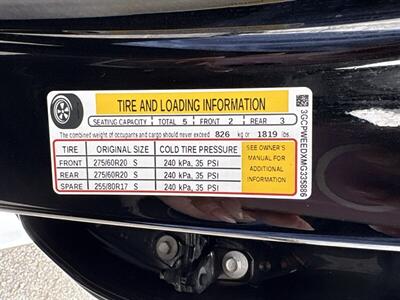 TIRE AND LOADING INFORMATION
SEATING CAPACITY TOTAL 5 FRONT 2 REAR 3
The combined weight of occupants and cargo should never exceed 826 kg or 1819 lbs.
TIRE ORIGINAL SIZE COLD TIRE PRESSURE
FRONT 275/60R20 S 240 kPa, 35 PSI
REAR 275/60R20 S 240 kPa, 35 PSI
SPARE 255/80R17 S 240 kPa, 35 PSI
SEE OWNER'S
MANUAL FOR
ADDITIONAL
INFORMATION
3GCPWEEDXMG335886